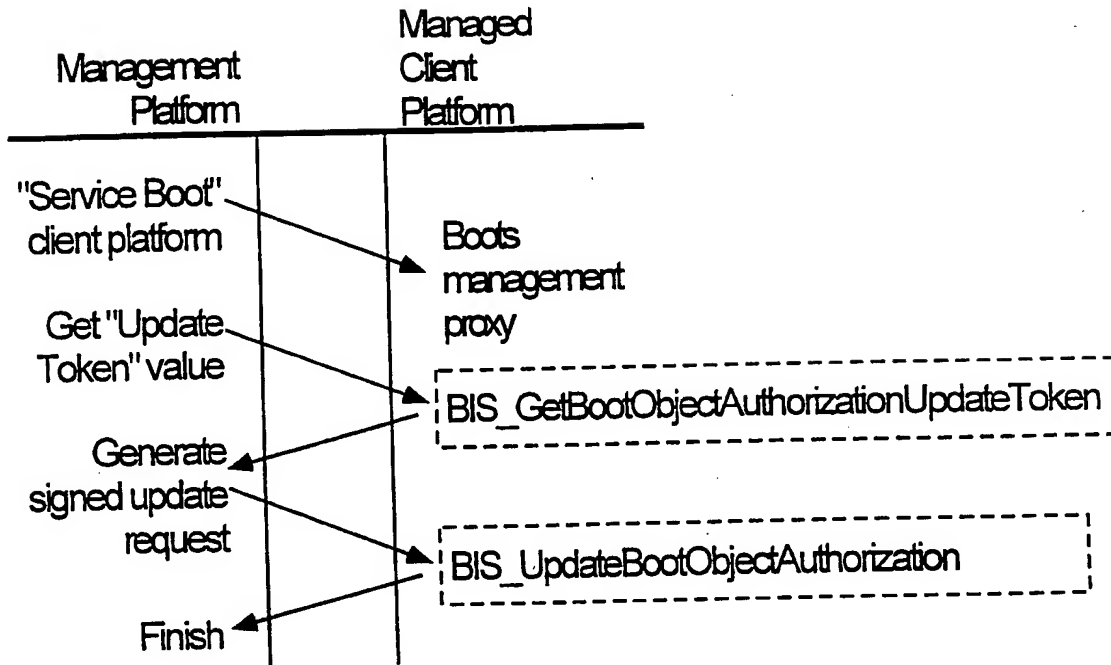 Management
Platform
Managed
Client
Platform
"Service Boot"
client platform
Boots
management
proxy
Get "Update
Token" value
BIS_GetBootObjectAuthorizationUpdateToken
Generate
signed update
request
BIS_UpdateBootObjectAuthorization
Finish